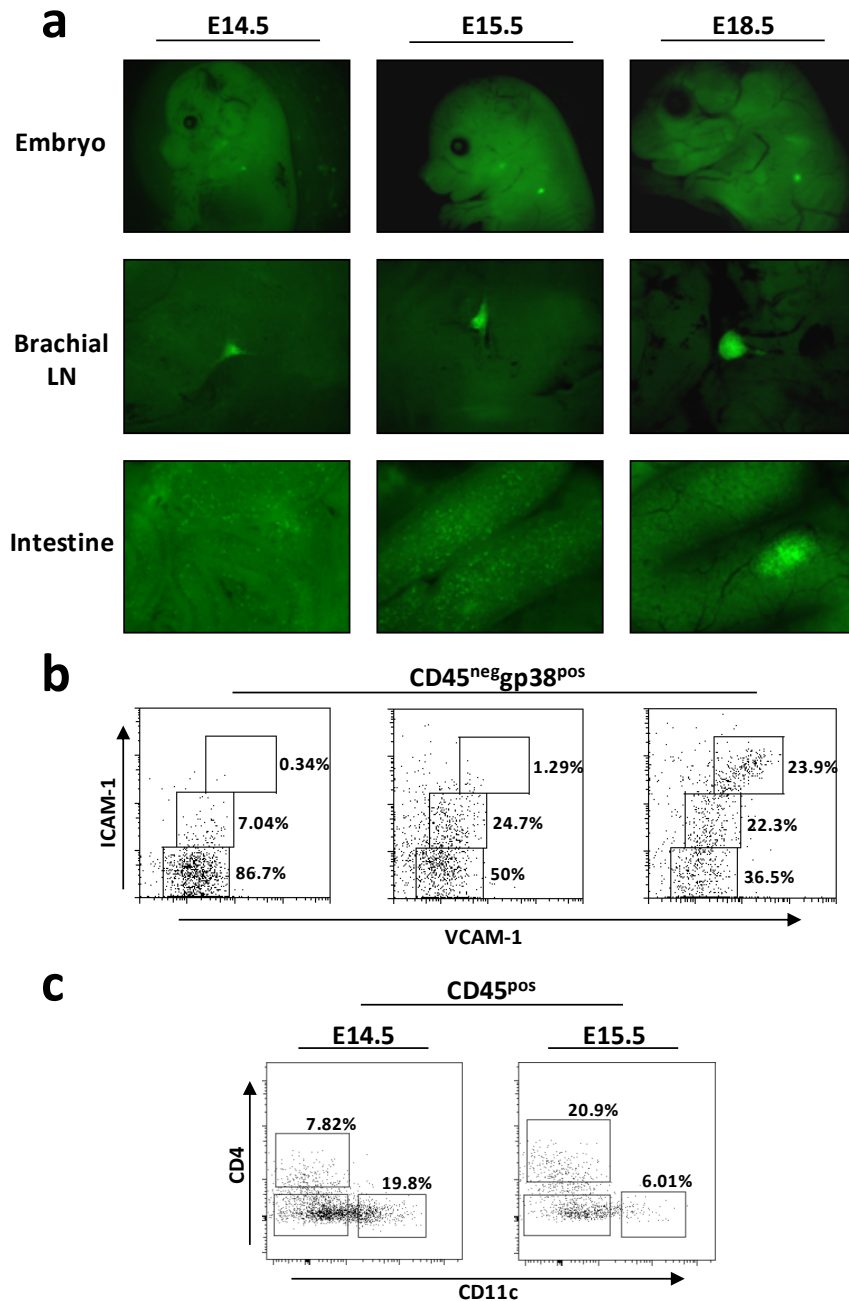 a
E14.5 E15.5 E18.5
Embryo
Brachial
LN
Intestine
b
CD45neggp38pos
ICAM-1
0.34% 1.29% 23.9%
7.04% 24.7% 22.3%
86.7% 50% 36.5%
VCAM-1
c
CD45pos
E14.5 E15.5
CD4
7.82% 20.9%
19.8% 6.01%
CD11c